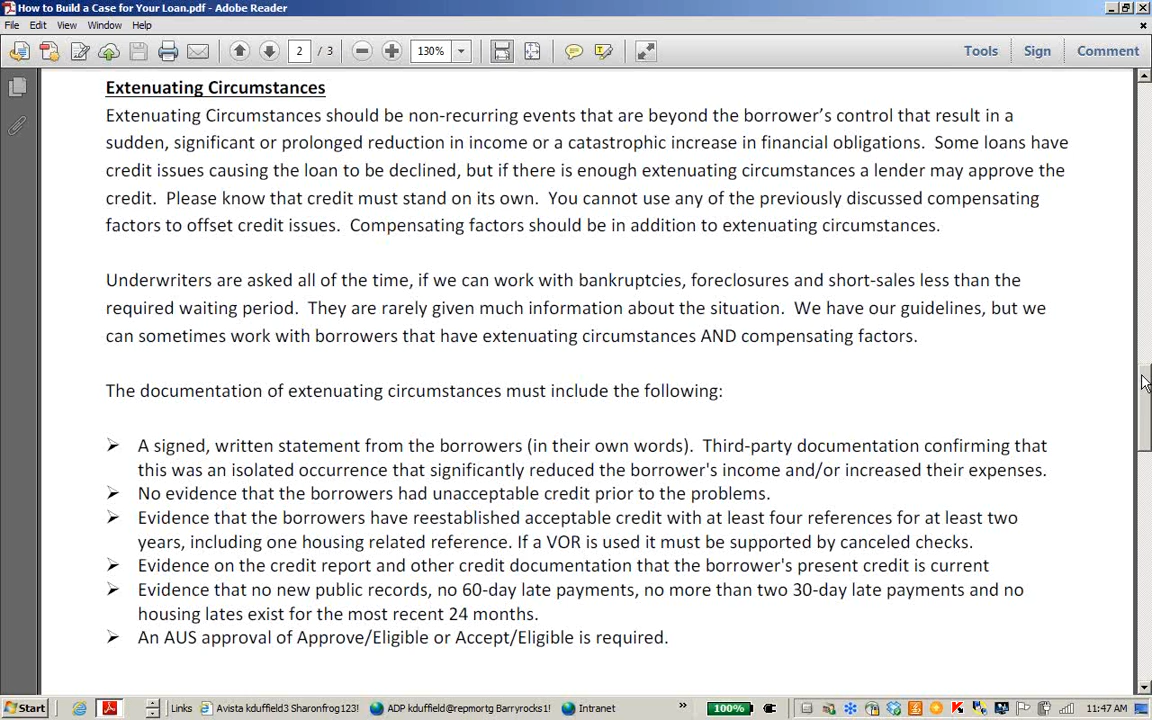 How to Build a Case for Your Loan.pdf - Adobe Reader
File Edit View Window Help
2 / 3 130% Tools Sign Comment
Extenuating Circumstances
Extenuating Circumstances should be non-recurring events that are beyond the borrower's control that result in a
sudden, significant or prolonged reduction in income or a catastrophic increase in financial obligations.  Some loans have
credit issues causing the loan to be declined, but if there is enough extenuating circumstances a lender may approve the
credit.  Please know that credit must stand on its own.  You cannot use any of the previously discussed compensating
factors to offset credit issues.  Compensating factors should be in addition to extenuating circumstances.
Underwriters are asked all of the time, if we can work with bankruptcies, foreclosures and short-sales less than the
required waiting period.  They are rarely given much information about the situation.  We have our guidelines, but we
can sometimes work with borrowers that have extenuating circumstances AND compensating factors.
The documentation of extenuating circumstances must include the following:
➢ A signed, written statement from the borrowers (in their own words).  Third-party documentation confirming that
this was an isolated occurrence that significantly reduced the borrower's income and/or increased their expenses.
➢ No evidence that the borrowers had unacceptable credit prior to the problems.
➢ Evidence that the borrowers have reestablished acceptable credit with at least four references for at least two
years, including one housing related reference. If a VOR is used it must be supported by canceled checks.
➢ Evidence on the credit report and other credit documentation that the borrower's present credit is current
➢ Evidence that no new public records, no 60-day late payments, no more than two 30-day late payments and no
housing lates exist for the most recent 24 months.
➢ An AUS approval of Approve/Eligible or Accept/Eligible is required.
Start Links Avista kduffield3 Sharonfrog123! ADP kduffield@repmortg Barryrocks1! Intranet » 100% 11:47 AM